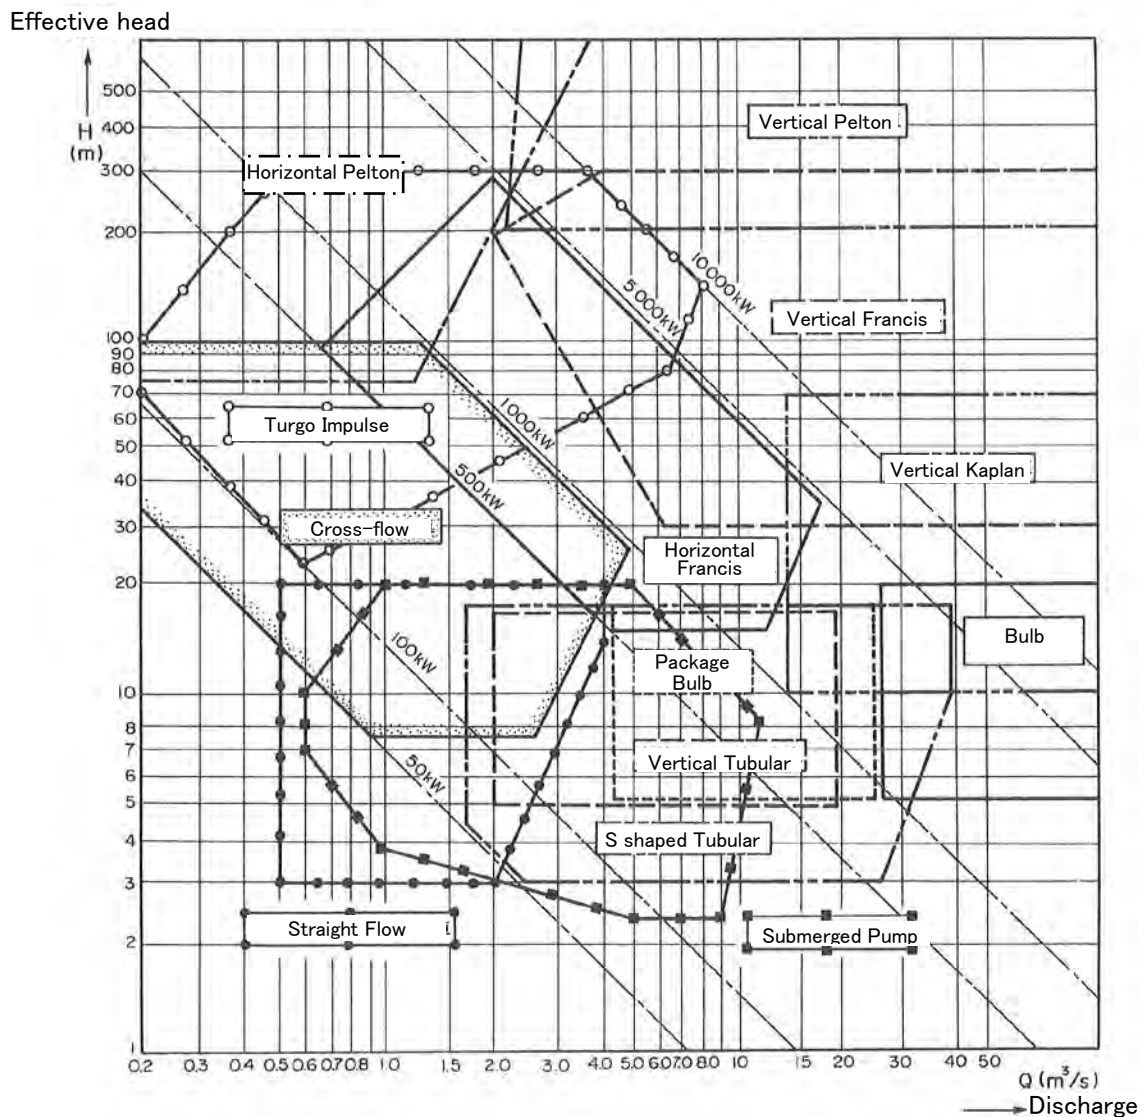 Effective head
H
(m)
500
400
300
200
100
90
80
70
60
50
40
30
20
10
8
7
6
5
4
3
2
1
Vertical Pelton
Horizontal Pelton
10000kW
5000kW
Vertical Francis
Turgo Impulse
1000kW
500kW
Vertical Kaplan
Cross-flow
Horizontal
Francis
100kW
Bulb
Package
Bulb
50kW
Vertical Tubular
S shaped Tubular
Straight Flow
Submerged Pump
0.2 0.3 0.4 0.5 0.6 0.7 0.8 1.0 1.5 2.0 3.0 4.0 5.0 6.0 7.0 8.0 10 15 20 30 40 50
Q (m³/s)
Discharge